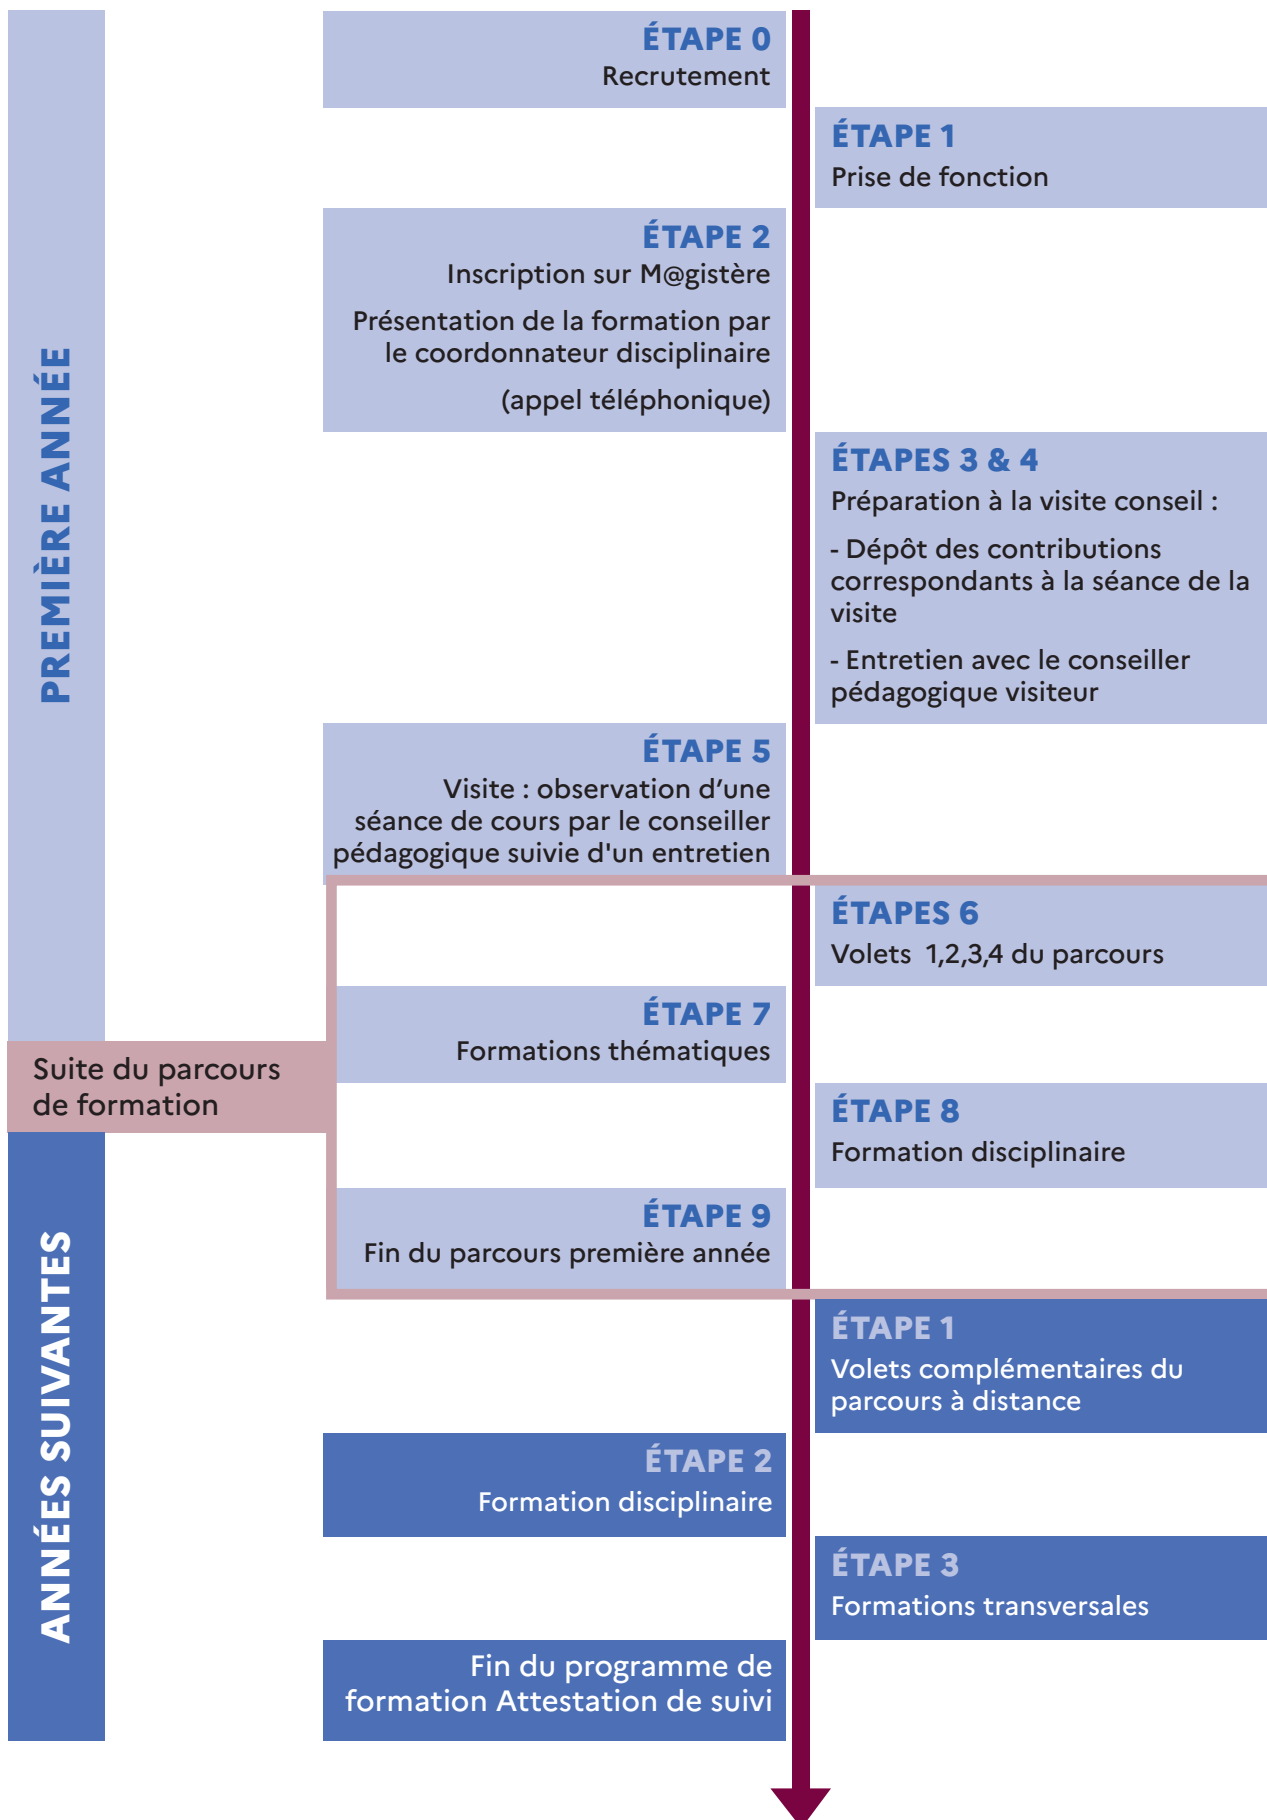 PREMIÈRE ANNÉE
ÉTAPE 0
Recrutement
ÉTAPE 1
Prise de fonction
ÉTAPE 2
Inscription sur M@gistère
Présentation de la formation par
le coordonnateur disciplinaire
(appel téléphonique)
ÉTAPES 3 & 4
Préparation à la visite conseil :
- Dépôt des contributions
correspondants à la séance de la
visite
- Entretien avec le conseiller
pédagogique visiteur
ÉTAPE 5
Visite : observation d’une
séance de cours par le conseiller
pédagogique suivie d'un entretien
Suite du parcours
de formation
ÉTAPES 6
Volets 1,2,3,4 du parcours
ÉTAPE 7
Formations thématiques
ÉTAPE 8
Formation disciplinaire
ÉTAPE 9
Fin du parcours première année
ANNÉES SUIVANTES
ÉTAPE 1
Volets complémentaires du
parcours à distance
ÉTAPE 2
Formation disciplinaire
ÉTAPE 3
Formations transversales
Fin du programme de
formation Attestation de suivi